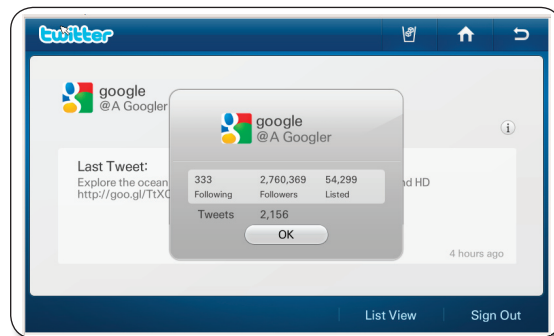 twitter
google
@A Googler
google
@A Googler
Last Tweet:
Explore the ocean nd HD
http://goo.gl/TtXC
333 2,760,369 54,299
Following Followers Listed
Tweets 2,156
OK
4 hours ago
List View Sign Out